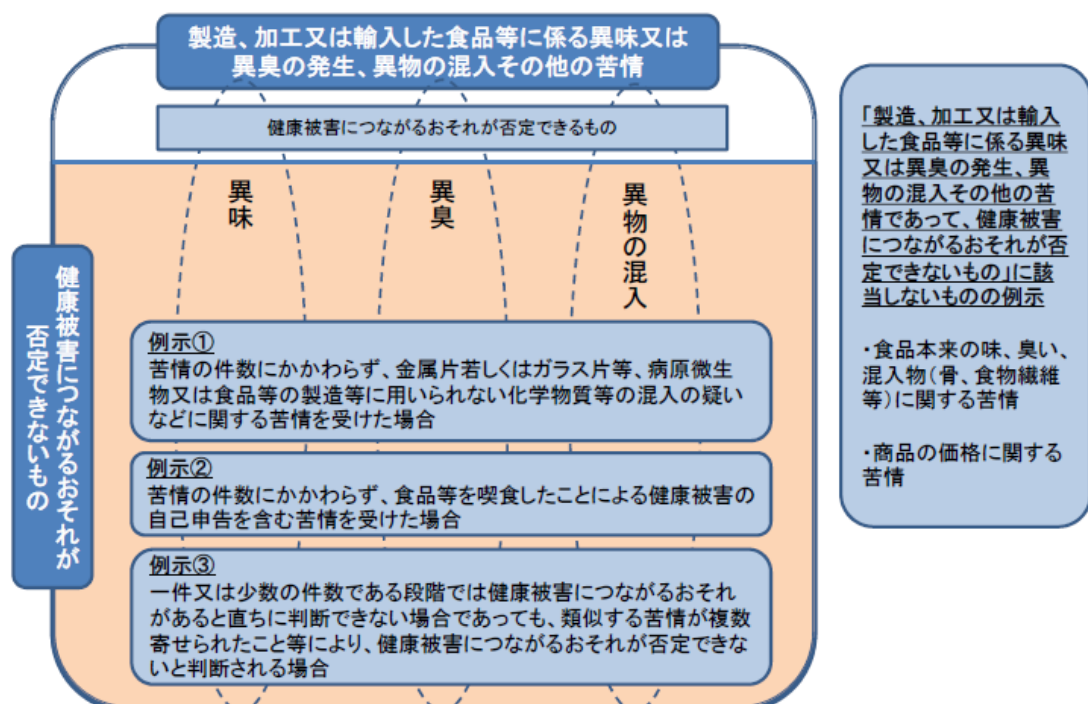 製造、加工又は輸入した食品等に係る異味又は
異臭の発生、異物の混入その他の苦情
健康被害につながるおそれが否定できるもの
異味
異臭
異物の混入
健康被害につながるおそれが
否定できないもの
例示①
苦情の件数にかかわらず、金属片若しくはガラス片等、病原微生
物又は食品等の製造等に用いられない化学物質等の混入の疑い
などに関する苦情を受けた場合
例示②
苦情の件数にかかわらず、食品等を喫食したことによる健康被害の
自己申告を含む苦情を受けた場合
例示③
一件又は少数の件数である段階では健康被害につながるおそれ
があると直ちに判断できない場合であっても、類似する苦情が複数
寄せられたこと等により、健康被害につながるおそれが否定できな
いと判断される場合
「製造、加工又は輸入
した食品等に係る異味
又は異臭の発生、異
物の混入その他の苦
情であって、健康被害
につながるおそれが否
定できないもの」に該
当しないものの例示
・食品本来の味、臭い、
混入物（骨、食物繊維
等）に関する苦情
・商品の価格に関する
苦情